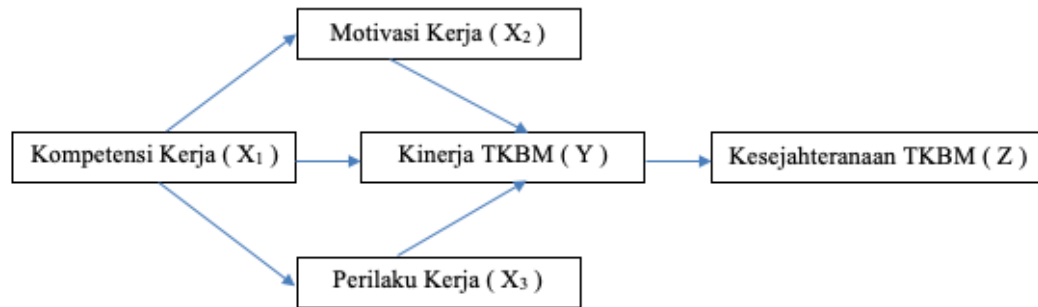 Motivasi Kerja ( X₂ )
Kompetensi Kerja ( X₁ )
Kinerja TKBM ( Y )
Kesejahteranaan TKBM ( Z )
Perilaku Kerja ( X₃ )